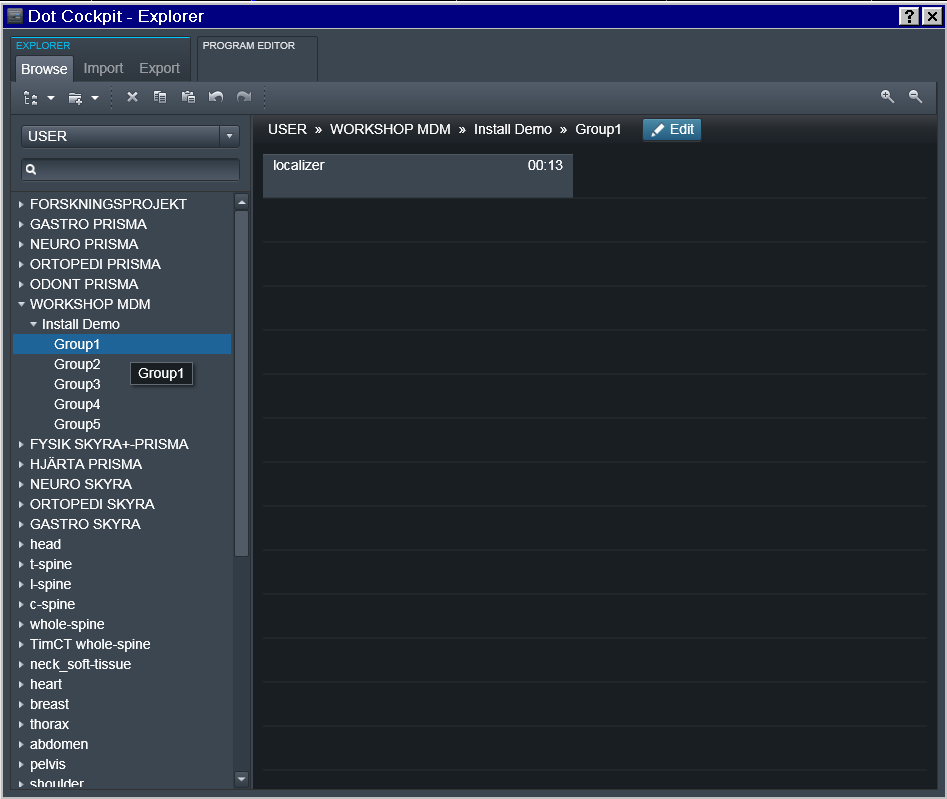 Dot Cockpit - Explorer
EXPLORER
PROGRAM EDITOR
Browse Import Export
USER
USER » WORKSHOP MDM » Install Demo » Group1 Edit
localizer 00:13
FORSKNINGSPROJEKT
GASTRO PRISMA
NEURO PRISMA
ORTOPEDI PRISMA
ODONT PRISMA
WORKSHOP MDM
Install Demo
Group1
Group2
Group1
Group3
Group4
Group5
FYSIK SKYRA+-PRISMA
HJÄRTA PRISMA
NEURO SKYRA
ORTOPEDI SKYRA
GASTRO SKYRA
head
t-spine
l-spine
c-spine
whole-spine
TimCT whole-spine
neck_soft-tissue
heart
breast
thorax
abdomen
pelvis
shoulder